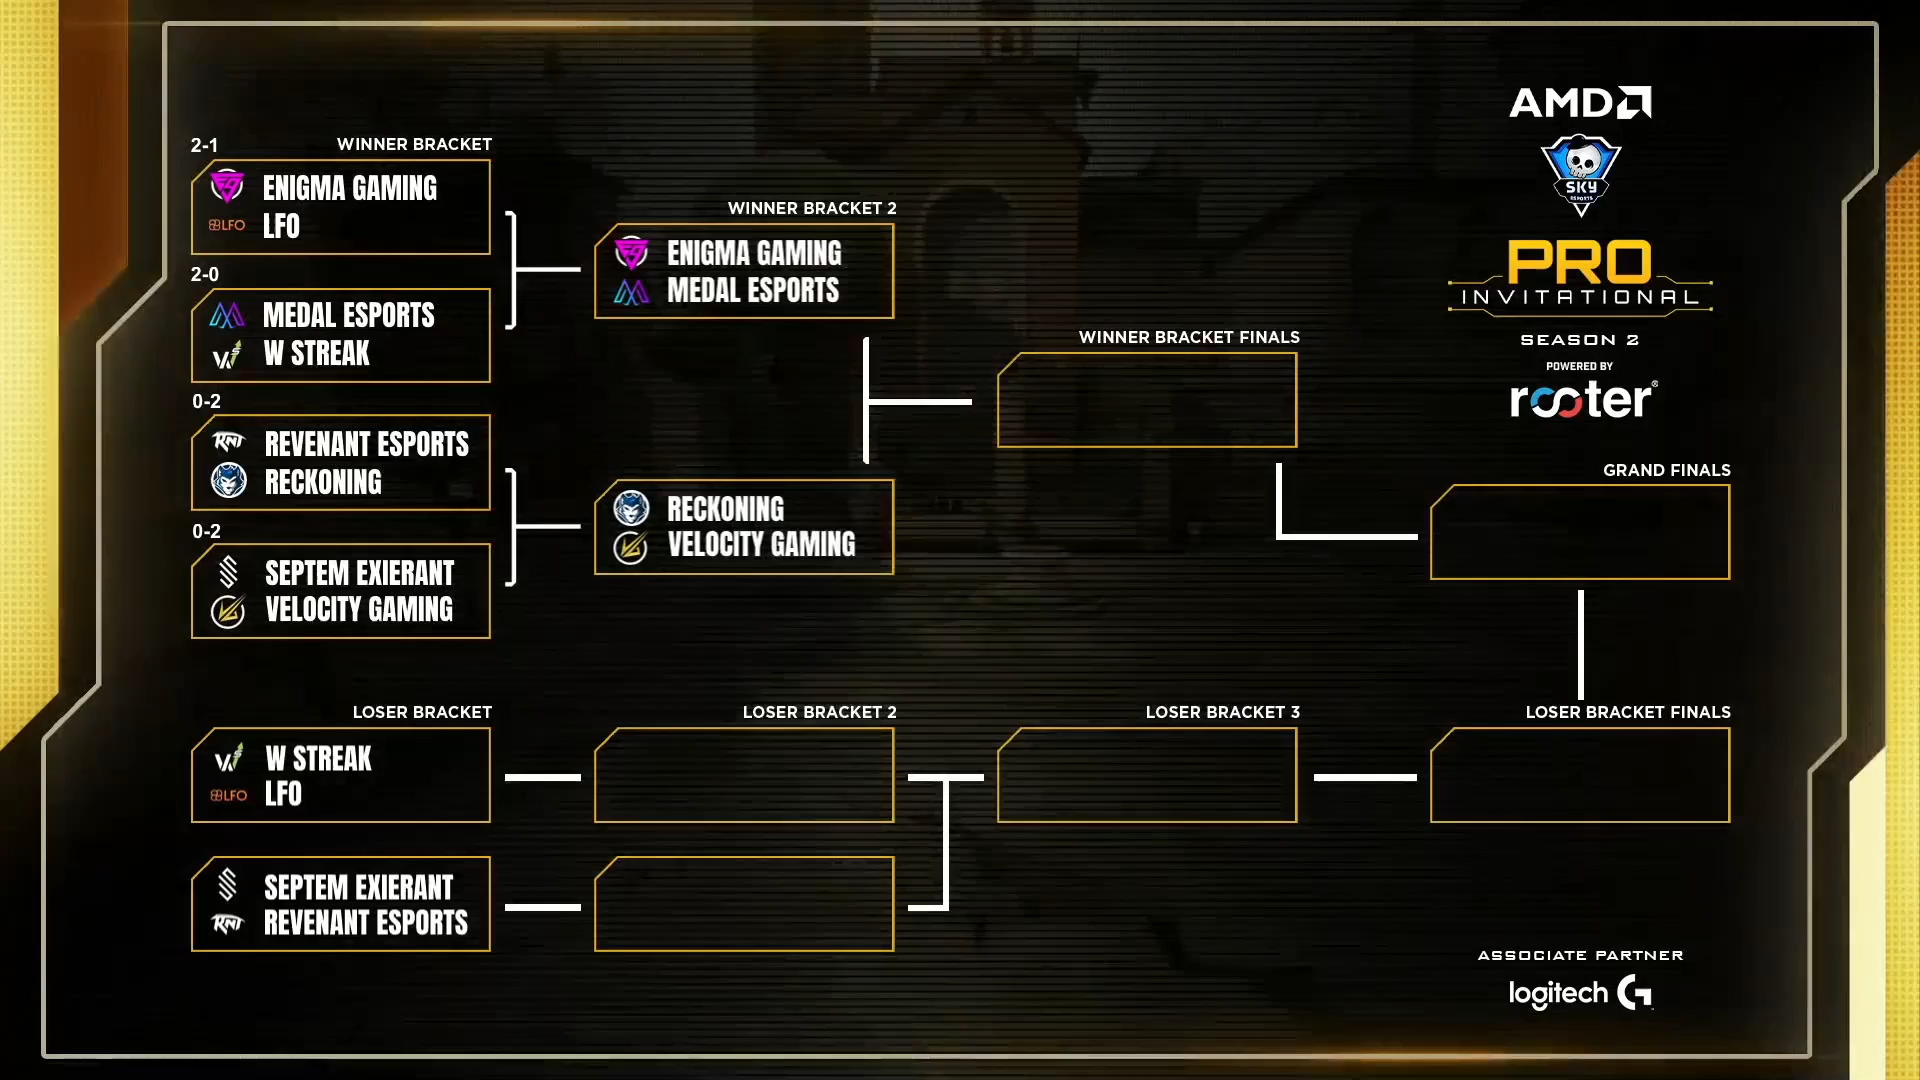 2-1
WINNER BRACKET
ENIGMA GAMING
LFO LFO
2-0
MEDAL ESPORTS
W STREAK
0-2
RNT REVENANT ESPORTS
RECKONING
0-2
SEPTEM EXIERANT
VELOCITY GAMING
WINNER BRACKET 2
ENIGMA GAMING
MEDAL ESPORTS
RECKONING
VELOCITY GAMING
WINNER BRACKET FINALS
GRAND FINALS
LOSER BRACKET
W STREAK
LFO LFO
SEPTEM EXIERANT
RNT REVENANT ESPORTS
LOSER BRACKET 2
LOSER BRACKET 3
LOSER BRACKET FINALS
AMD
SKY
ESPORTS
PRO
INVITATIONAL
SEASON 2
POWERED BY
rooter®
ASSOCIATE PARTNER
logitech G